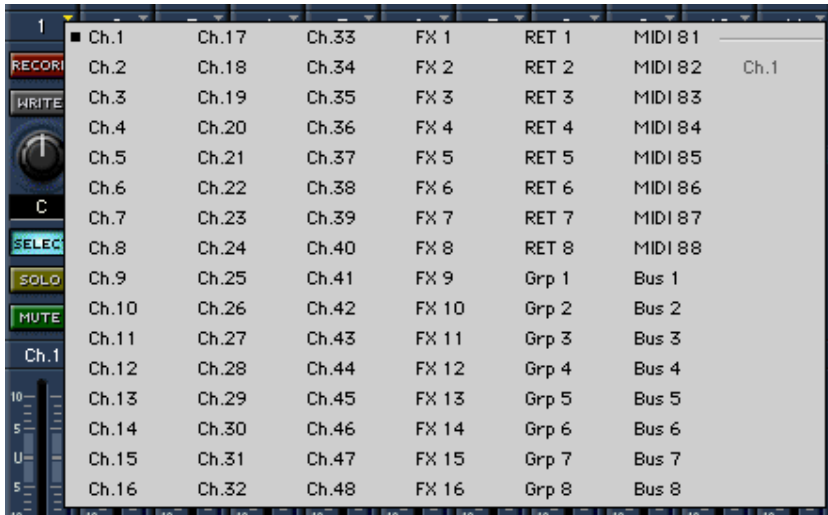 1
RECORD
WRITE
C
SELECT
SOLO
MUTE
Ch.1
10
5
U
5
Ch.1 Ch.17 Ch.33 FX 1 RET 1 MIDI 81
Ch.2 Ch.18 Ch.34 FX 2 RET 2 MIDI 82 Ch.1
Ch.3 Ch.19 Ch.35 FX 3 RET 3 MIDI 83
Ch.4 Ch.20 Ch.36 FX 4 RET 4 MIDI 84
Ch.5 Ch.21 Ch.37 FX 5 RET 5 MIDI 85
Ch.6 Ch.22 Ch.38 FX 6 RET 6 MIDI 86
Ch.7 Ch.23 Ch.39 FX 7 RET 7 MIDI 87
Ch.8 Ch.24 Ch.40 FX 8 RET 8 MIDI 88
Ch.9 Ch.25 Ch.41 FX 9 Grp 1 Bus 1
Ch.10 Ch.26 Ch.42 FX 10 Grp 2 Bus 2
Ch.11 Ch.27 Ch.43 FX 11 Grp 3 Bus 3
Ch.12 Ch.28 Ch.44 FX 12 Grp 4 Bus 4
Ch.13 Ch.29 Ch.45 FX 13 Grp 5 Bus 5
Ch.14 Ch.30 Ch.46 FX 14 Grp 6 Bus 6
Ch.15 Ch.31 Ch.47 FX 15 Grp 7 Bus 7
Ch.16 Ch.32 Ch.48 FX 16 Grp 8 Bus 8